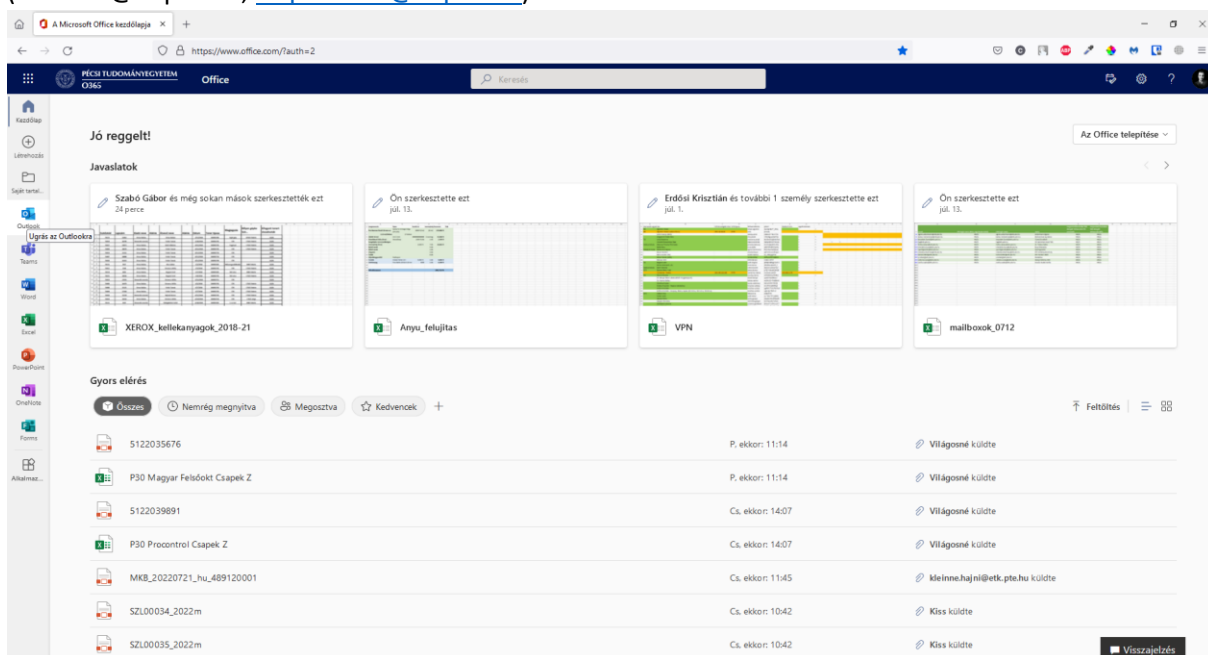 A Microsoft Office kezdőlapja
https://www.office.com/?auth=2
PÉCSI TUDOMÁNYEGYETEM
O365
Office
Keresés
Kezdőlap
Létrehozás
Saját tartal...
Outlook
Ugrás az Outlookra
Teams
Word
Excel
PowerPoint
OneNote
Forms
Alkalmaz...
Jó reggelt!
Az Office telepítése
Javaslatok
Szabó Gábor és még sokan mások szerkesztették ezt
24 perce
XEROX_kellekanyagok_2018-21
Ön szerkesztette ezt
júl. 13.
Anyu_felujitas
Erdősi Krisztián és további 1 személy szerkesztette ezt
júl. 1.
VPN
Ön szerkesztette ezt
júl. 13.
mailboxok_0712
Gyors elérés
Összes Nemrég megnyitva Megosztva Kedvencek
Feltöltés
5122035676 P. ekkor: 11:14 Világosné küldte
P30 Magyar Felsőokt Csapek Z P. ekkor: 11:14 Világosné küldte
5122039891 Cs. ekkor: 14:07 Világosné küldte
P30 Procontrol Csapek Z Cs. ekkor: 14:07 Világosné küldte
MKB_20220721_hu_489120001 Cs. ekkor: 11:45 kleinne.hajni@etk.pte.hu küldte
SZL00034_2022m Cs. ekkor: 10:42 Kiss küldte
SZL00035_2022m Cs. ekkor: 10:42 Kiss küldte
Visszajelzés